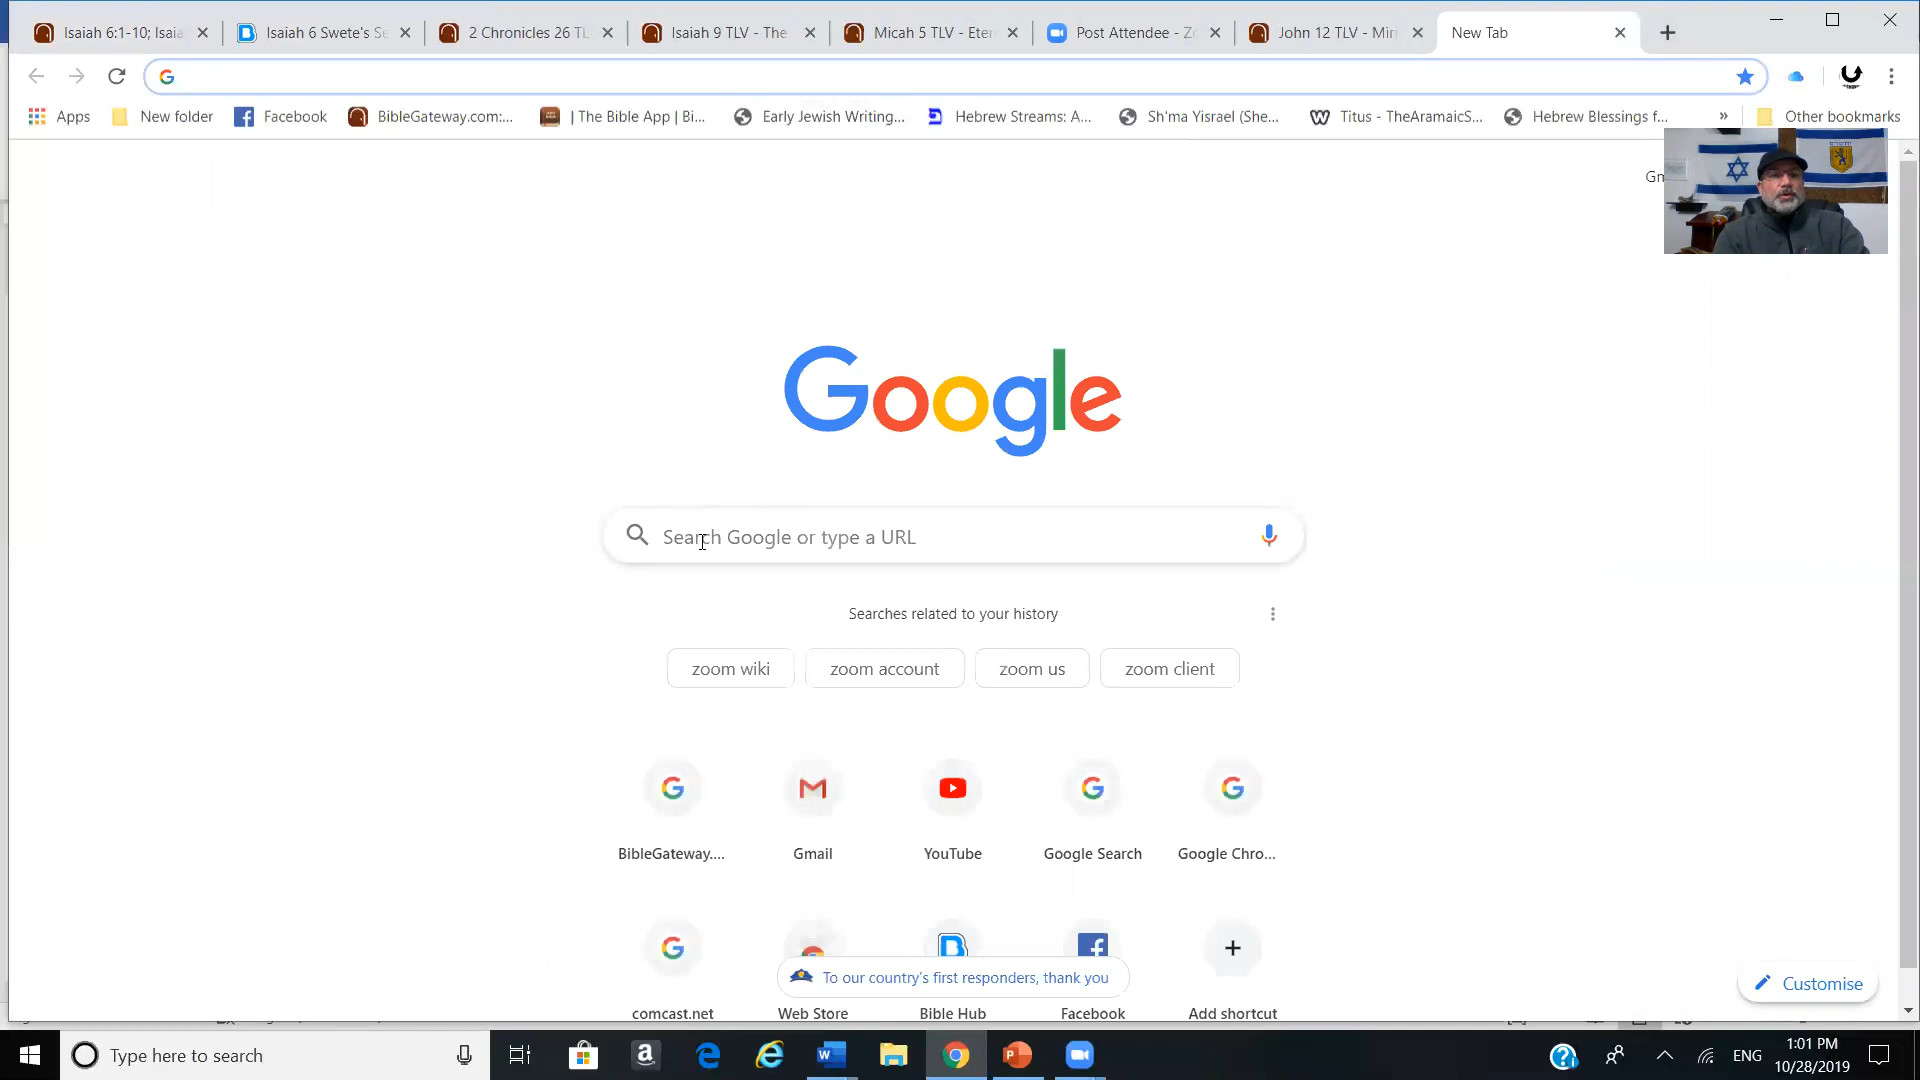 Isaiah 6:1-10; Isaia
Isaiah 6 Swete's Se
2 Chronicles 26 TL
Isaiah 9 TLV - The
Micah 5 TLV - Eter
Post Attendee - Zo
John 12 TLV - Miri
New Tab
Apps
New folder
Facebook
BibleGateway.com:...
| The Bible App | Bi...
Early Jewish Writing...
Hebrew Streams: A...
Sh'ma Yisrael (She...
Titus - TheAramaicS...
Hebrew Blessings f...
»
Other bookmarks
Gm
Google
Search Google or type a URL
Searches related to your history
zoom wiki
zoom account
zoom us
zoom client
BibleGateway....
Gmail
YouTube
Google Search
Google Chro...
To our country's first responders, thank you
Customise
comcast.net
Web Store
Bible Hub
Facebook
Add shortcut
Type here to search
ENG
1:01 PM
10/28/2019